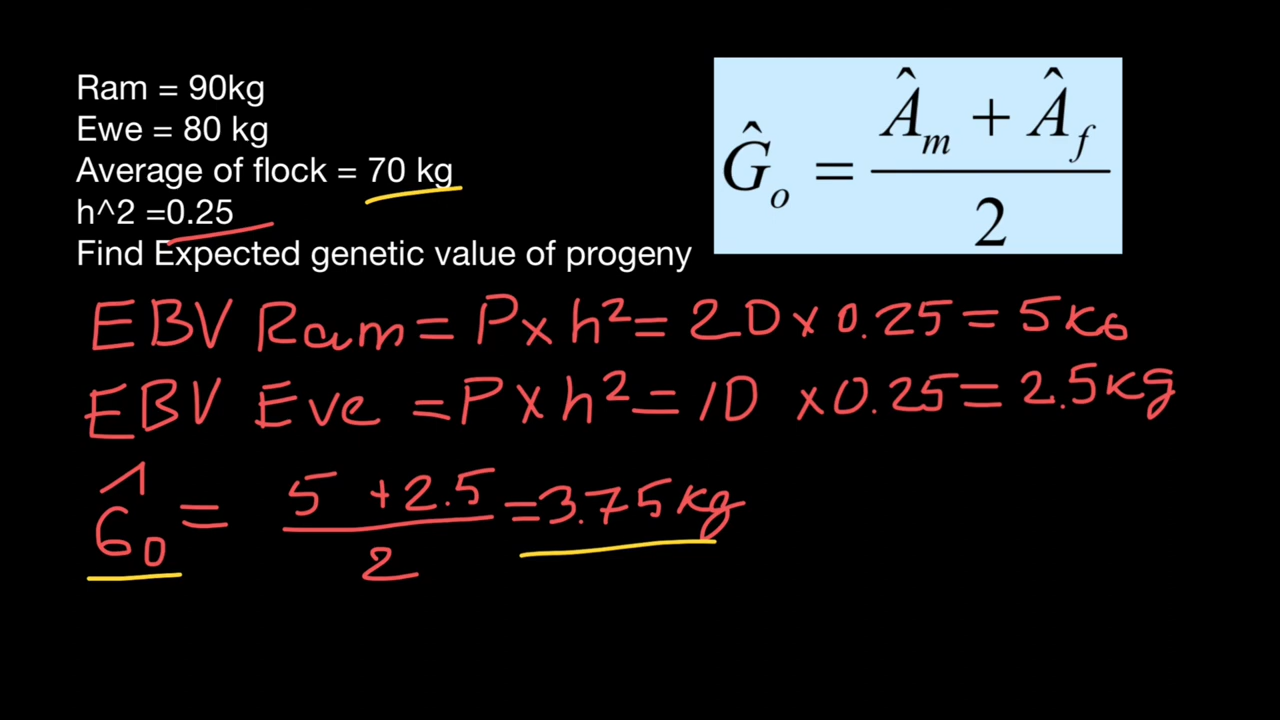 Ram = 90kg
Ewe = 80 kg
Average of flock = 70 kg
h^2 =0.25
Find Expected genetic value of progeny
Ĝₒ = (Âₘ + Â_f) / 2
EBV Ram = P x h² = 20 x 0.25 = 5 KG
EBV Eve = P x h² = 10 x 0.25 = 2.5 kg
Ĝ₀ = (5 + 2.5) / 2 = 3.75 kg